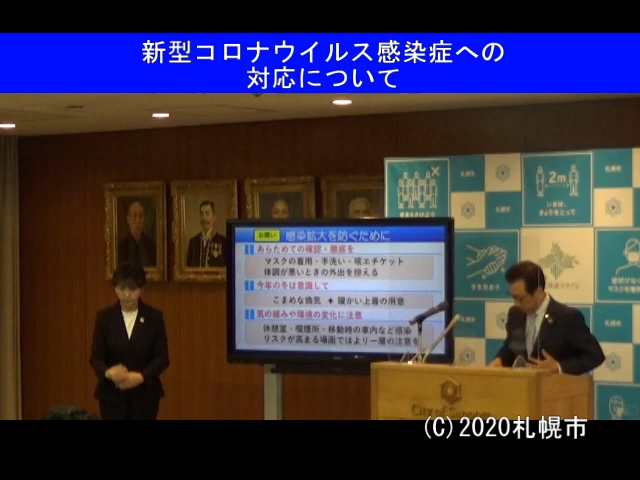 新型コロナウイルス感染症への
対応について
2m
札幌市
お願い
感染拡大を防ぐために
あらためての確認・徹底を
マスクの着用・手洗い・咳エチケット
体調が悪いときの外出を控える
今年の冬は意識して
こまめな換気 + 暖かい上着の用意
気の緩みや環境の変化に注意
休憩室・喫煙所・移動時の車内など感染
リスクが高まる場面ではより一層の注意を
City of Sapporo
(C)2020札幌市